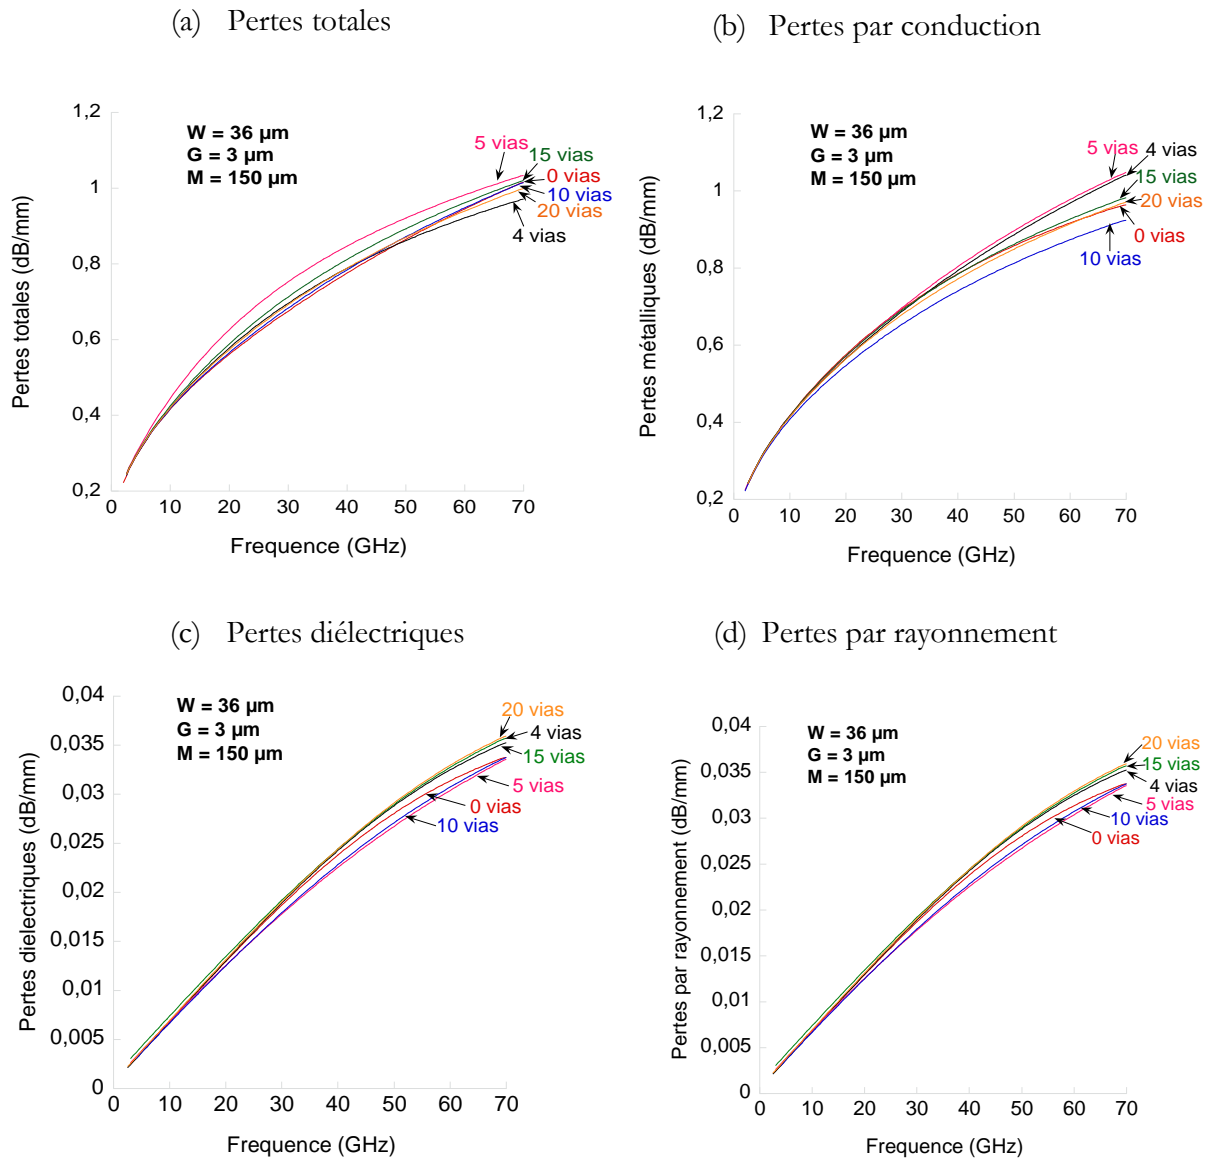 (a) Pertes totales
1,2
W = 36 µm
G = 3 µm
M = 150 µm
5 vias
15 vias
0 vias
10 vias
20 vias
4 vias
1
0,8
0,6
0,4
0,2
Pertes totales (dB/mm)
0 10 20 30 40 50 60 70
Frequence (GHz)
(b) Pertes par conduction
1,2
W = 36 µm
G = 3 µm
M = 150 µm
5 vias
4 vias
15 vias
20 vias
0 vias
10 vias
1
0,8
0,6
0,4
0,2
Pertes métalliques (dB/mm)
0 10 20 30 40 50 60 70
Frequence (GHz)
(c) Pertes diélectriques
0,04
W = 36 µm
G = 3 µm
M = 150 µm
20 vias
4 vias
15 vias
5 vias
0 vias
10 vias
0,035
0,03
0,025
0,02
0,015
0,01
0,005
0
Pertes dielectriques (dB/mm)
0 10 20 30 40 50 60 70
Frequence (GHz)
(d) Pertes par rayonnement
0,04
W = 36 µm
G = 3 µm
M = 150 µm
20 vias
15 vias
4 vias
5 vias
10 vias
0 vias
0,035
0,03
0,025
0,02
0,015
0,01
0,005
0
Pertes par rayonnement (dB/mm)
0 10 20 30 40 50 60 70
Frequence (GHz)